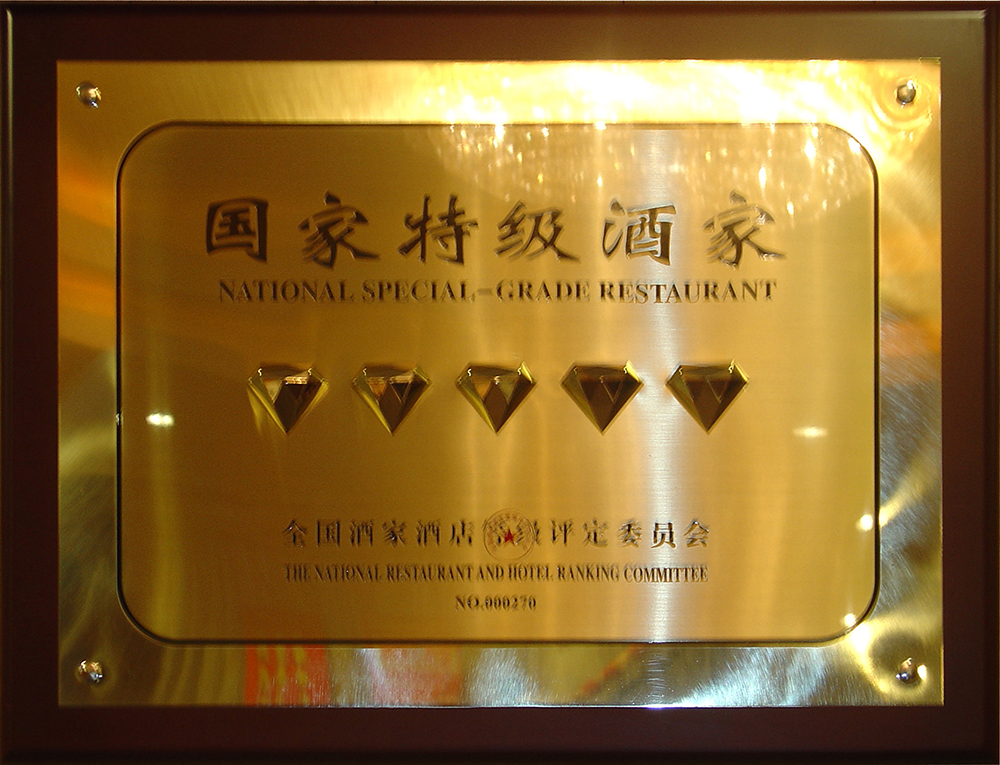 国家特级酒家
NATIONAL SPECIAL-GRADE RESTAURANT
全国酒家酒店等级评定委员会
THE NATIONAL RESTAURANT AND HOTEL RANKING COMMITTEE
NO.000270